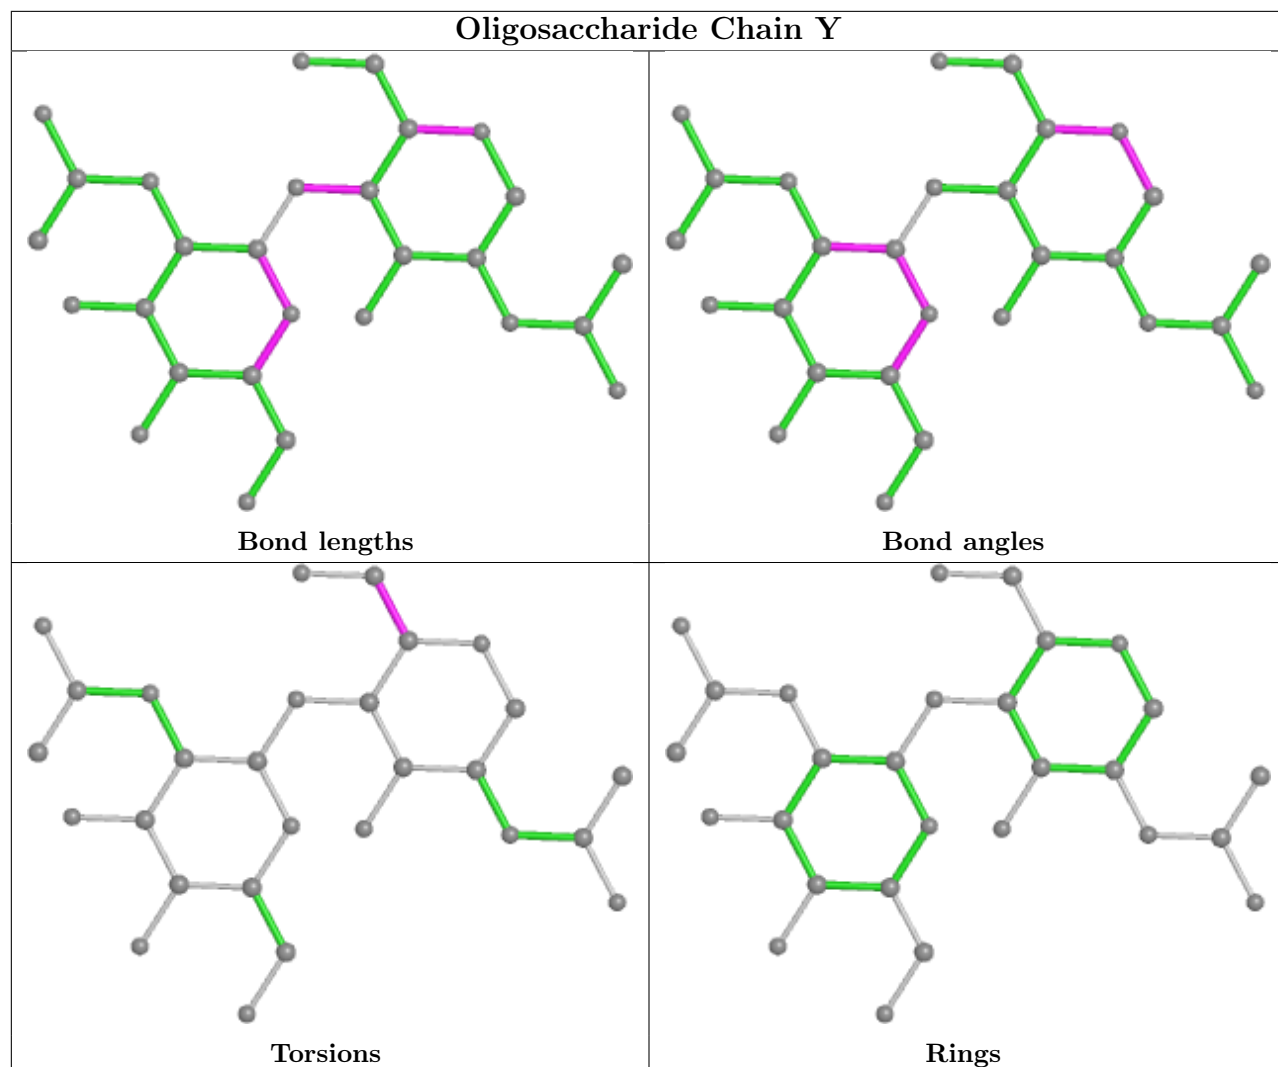 Oligosaccharide Chain Y
Bond lengths
Bond angles
Torsions
Rings